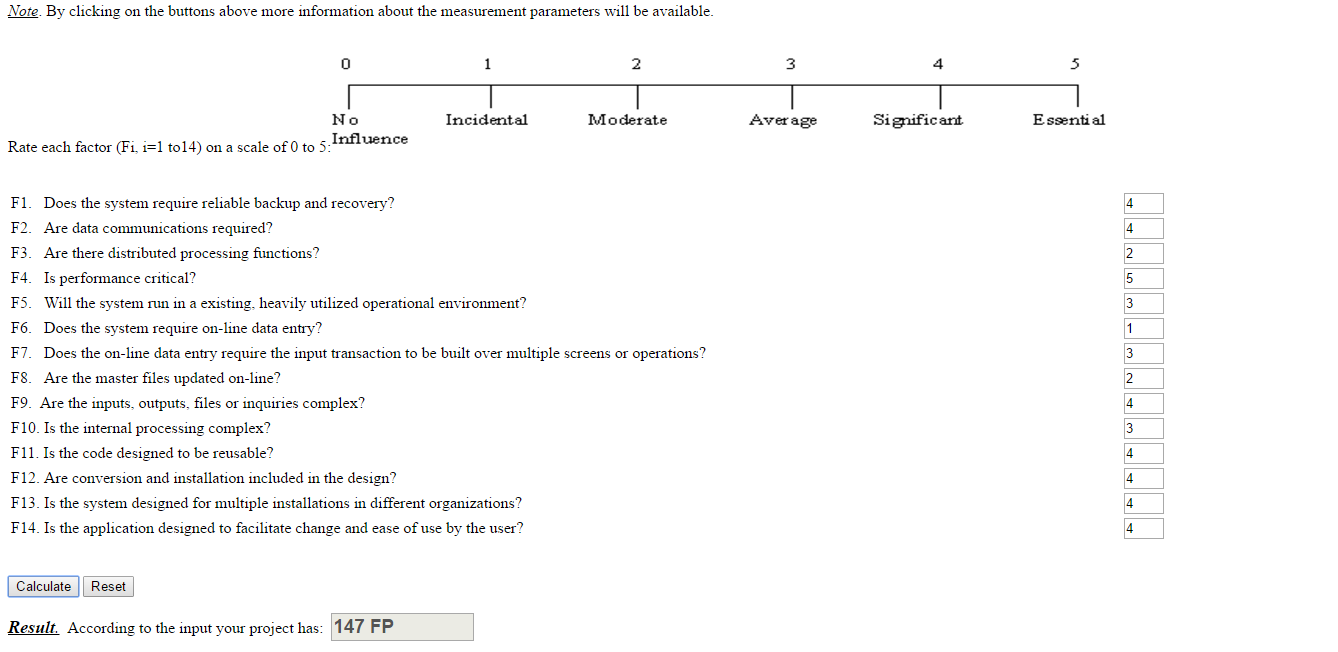 Note. By clicking on the buttons above more information about the measurement parameters will be available.
0 1 2 3 4 5
No Influence Incidental Moderate Average Significant Essential
Rate each factor (Fi, i=1 to14) on a scale of 0 to 5:
F1. Does the system require reliable backup and recovery? 4
F2. Are data communications required? 4
F3. Are there distributed processing functions? 2
F4. Is performance critical? 5
F5. Will the system run in a existing, heavily utilized operational environment? 3
F6. Does the system require on-line data entry? 1
F7. Does the on-line data entry require the input transaction to be built over multiple screens or operations? 3
F8. Are the master files updated on-line? 2
F9. Are the inputs, outputs, files or inquiries complex? 4
F10. Is the internal processing complex? 3
F11. Is the code designed to be reusable? 4
F12. Are conversion and installation included in the design? 4
F13. Is the system designed for multiple installations in different organizations? 4
F14. Is the application designed to facilitate change and ease of use by the user? 4
Calculate Reset
Result. According to the input your project has: 147 FP